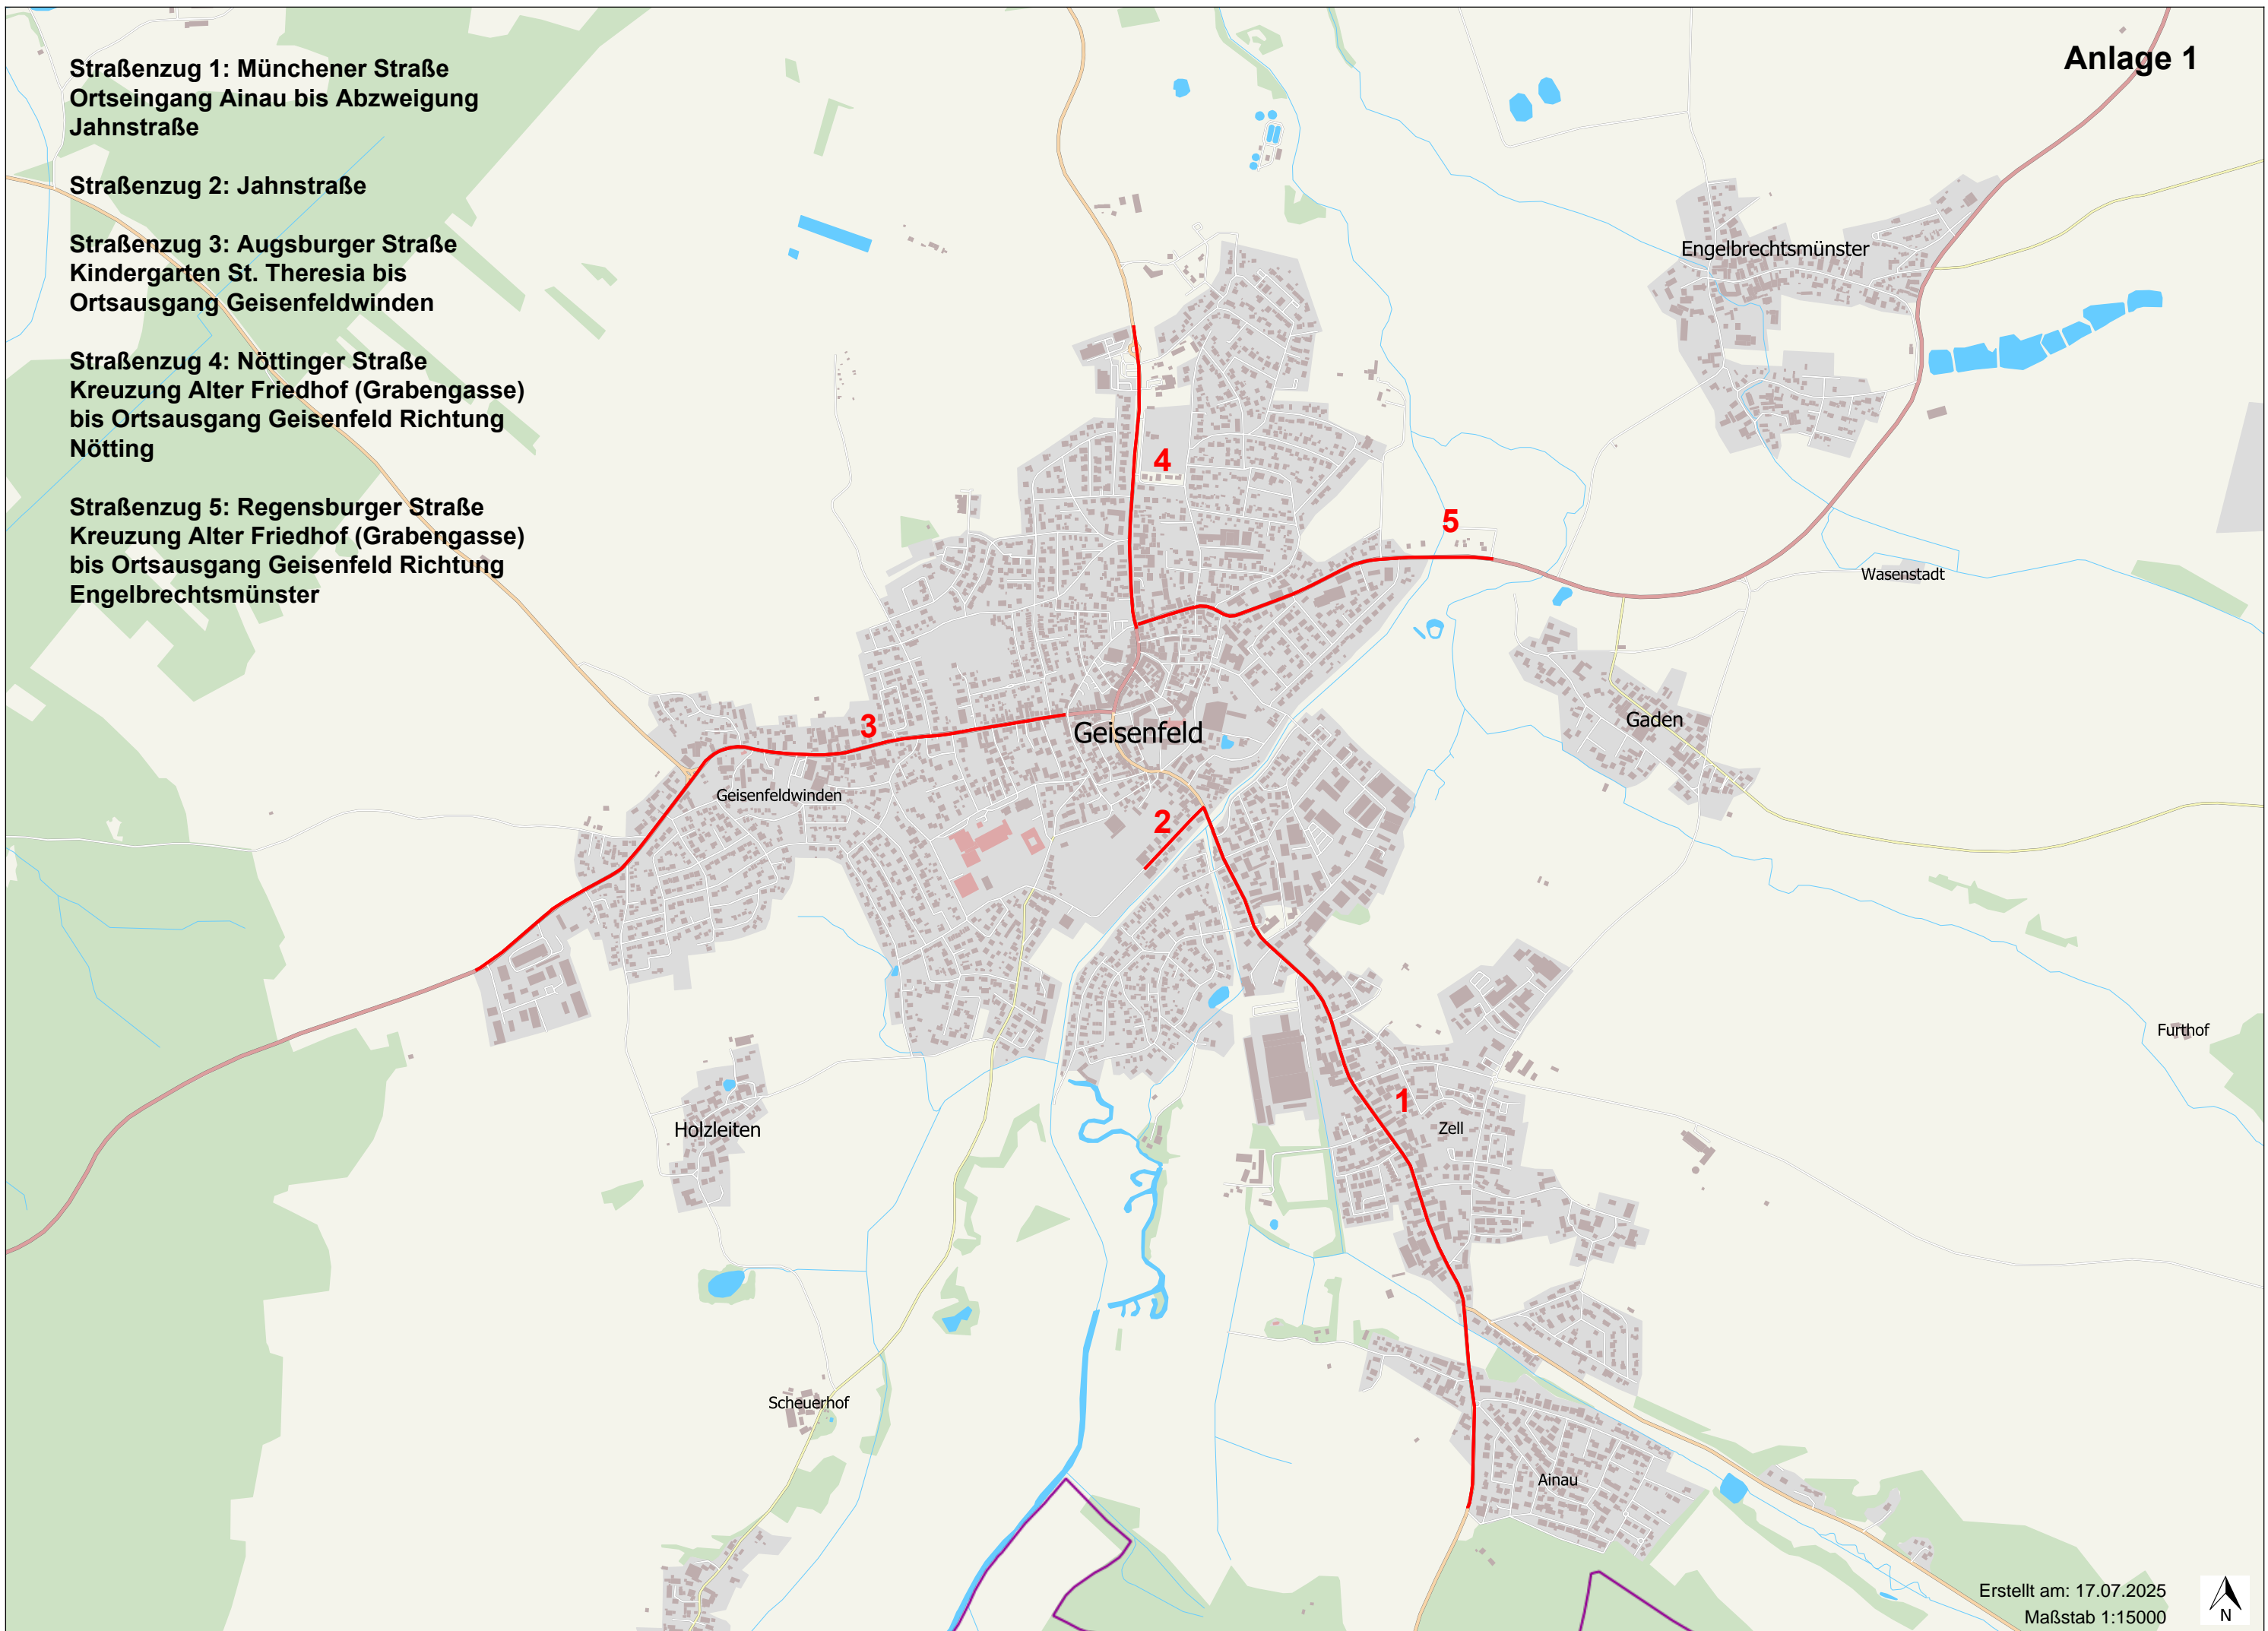 Straßenzug 1: Münchener Straße
Ortseingang Ainau bis Abzweigung
Jahnstraße
Straßenzug 2: Jahnstraße
Straßenzug 3: Augsburger Straße
Kindergarten St. Theresia bis
Ortsausgang Geisenfeldwinden
Straßenzug 4: Nöttinger Straße
Kreuzung Alter Friedhof (Grabengasse)
bis Ortsausgang Geisenfeld Richtung
Nötting
Straßenzug 5: Regensburger Straße
Kreuzung Alter Friedhof (Grabengasse)
bis Ortsausgang Geisenfeld Richtung
Engelbrechtsmünster
Anlage 1
Engelbrechtsmünster
4
5
Wasenstadt
3
Geisenfeld
Gaden
Geisenfeldwinden
2
Furthof
1
Zell
Holzleiten
Scheuerhof
Ainau
Erstellt am: 17.07.2025
Maßstab 1:15000
N